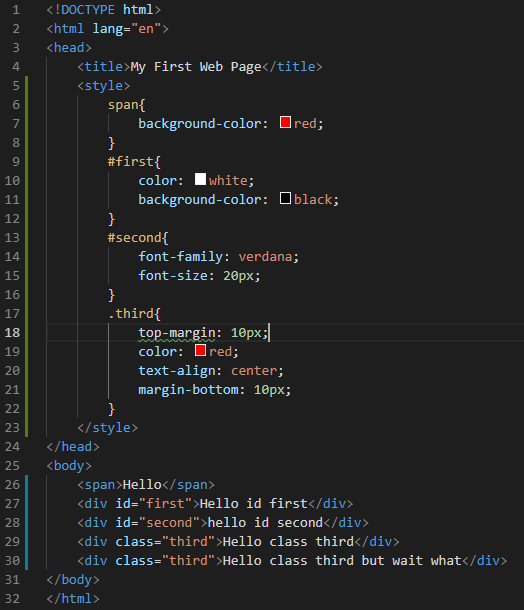 1 <!DOCTYPE html>
2 <html lang="en">
3 <head>
4     <title>My First Web Page</title>
5     <style>
6         span{
7             background-color: red;
8         }
9         #first{
10             color: white;
11             background-color: black;
12         }
13         #second{
14             font-family: verdana;
15             font-size: 20px;
16         }
17         .third{
18             top-margin: 10px;
19             color: red;
20             text-align: center;
21             margin-bottom: 10px;
22         }
23     </style>
24 </head>
25 <body>
26     <span>Hello</span>
27     <div id="first">Hello id first</div>
28     <div id="second">hello id second</div>
29     <div class="third">Hello class third</div>
30     <div class="third">Hello class third but wait what</div>
31 </body>
32 </html>